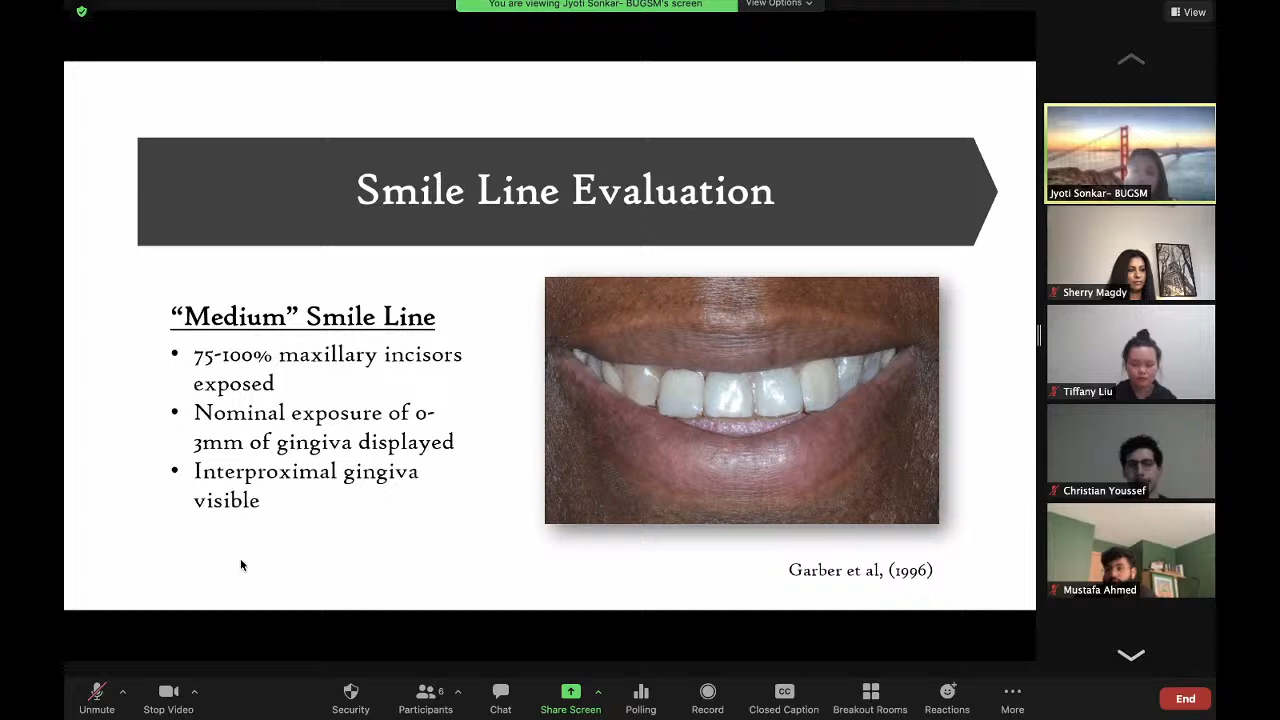 You are viewing Jyoti Sonkar- BUGSM's screen
View Options
View
Smile Line Evaluation
“Medium” Smile Line
• 75-100% maxillary incisors
exposed
• Nominal exposure of 0-
3mm of gingiva displayed
• Interproximal gingiva
visible
Garber et al, (1996)
Jyoti Sonkar- BUGSM
Sherry Magdy
Tiffany Liu
Christian Youssef
Mustafa Ahmed
Unmute
Stop Video
Security
Participants
6
Chat
Share Screen
Polling
Record
CC
Closed Caption
Breakout Rooms
Reactions
More
End